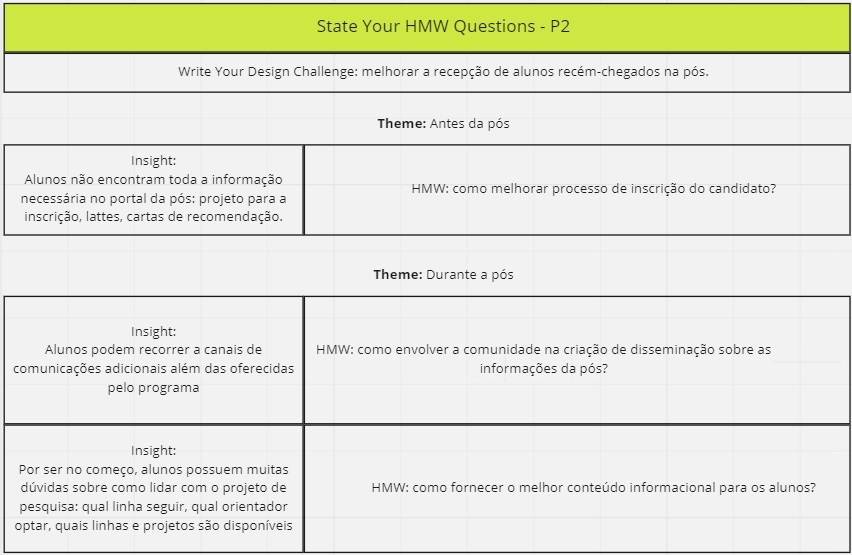 State Your HMW Questions - P2
Write Your Design Challenge: melhorar a recepção de alunos recém-chegados na pós.
Theme: Antes da pós
Insight:
Alunos não encontram toda a informação
necessária no portal da pós: projeto para a
inscrição, lattes, cartas de recomendação.
HMW: como melhorar processo de inscrição do candidato?
Theme: Durante a pós
Insight:
Alunos podem recorrer a canais de
comunicações adicionais além das oferecidas
pelo programa
HMW: como envolver a comunidade na criação de disseminação sobre as
informações da pós?
Insight:
Por ser no começo, alunos possuem muitas
dúvidas sobre como lidar com o projeto de
pesquisa: qual linha seguir, qual orientador
optar, quais linhas e projetos são disponíveis
HMW: como fornecer o melhor conteúdo informacional para os alunos?